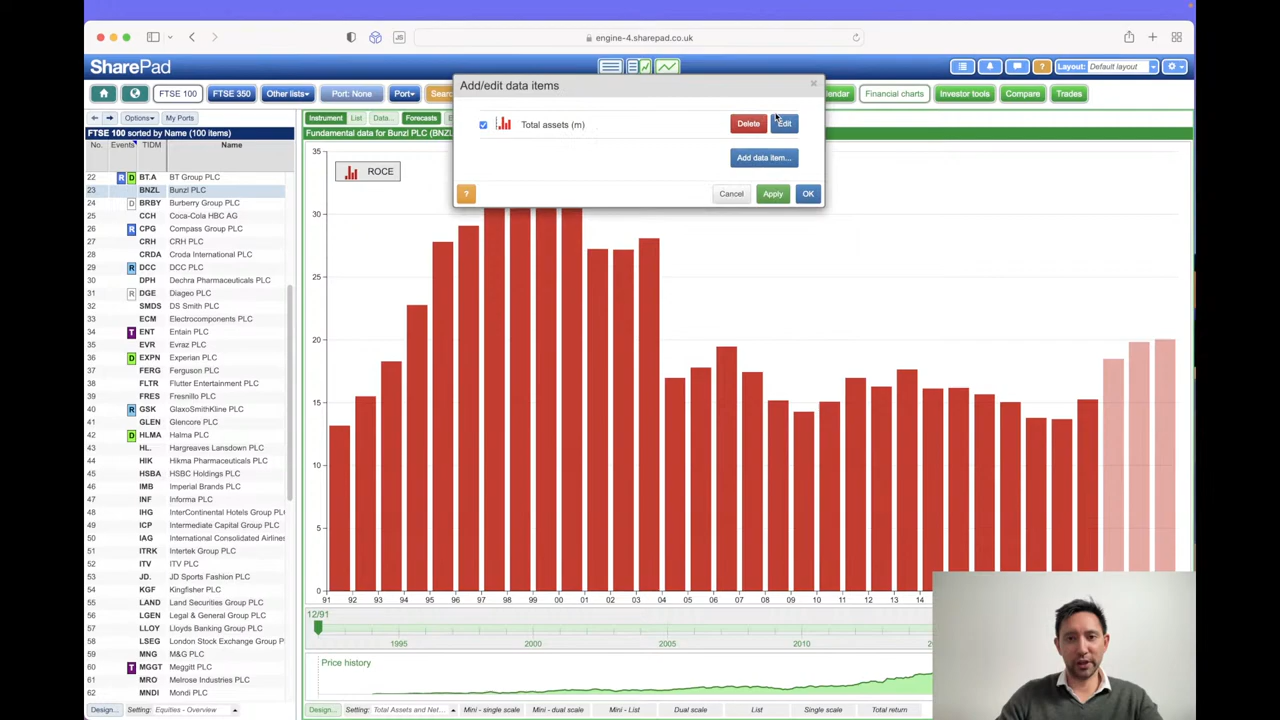 engine-4.sharepad.co.uk
SharePad
Layout: Default layout
FTSE 100
FTSE 350
Other lists
Port: None
Port
Sear
lendar
Financial charts
Investor tools
Compare
Trades
Add/edit data items
Total assets (m)
Delete
Edit
Add data item...
?
Cancel
Apply
OK
Options
My Ports
Instrument
List
Data...
Forecasts
FTSE 100 sorted by Name (100 items)
Fundamental data for Bunzl PLC (BNZL
No. Events TIDM Name
22 R D BT.A BT Group PLC
23 BNZL Bunzl PLC
24 D BRBY Burberry Group PLC
25 CCH Coca-Cola HBC AG
26 R CPG Compass Group PLC
27 CRH CRH PLC
28 CRDA Croda International PLC
29 R DCC DCC PLC
30 DPH Dechra Pharmaceuticals PLC
31 R DGE Diageo PLC
32 SMDS DS Smith PLC
33 ECM Electrocomponents PLC
34 T ENT Entain PLC
35 EVR Evraz PLC
36 D EXPN Experian PLC
37 FERG Ferguson PLC
38 FLTR Flutter Entertainment PLC
39 FRES Fresnillo PLC
40 R GSK GlaxoSmithKline PLC
41 GLEN Glencore PLC
42 D HLMA Halma PLC
43 HL. Hargreaves Lansdown PLC
44 HIK Hikma Pharmaceuticals PLC
45 HSBA HSBC Holdings PLC
46 IMB Imperial Brands PLC
47 INF Informa PLC
48 IHG InterContinental Hotels Group PLC
49 ICP Intermediate Capital Group PLC
50 IAG International Consolidated Airlines
51 ITRK Intertek Group PLC
52 ITV ITV PLC
53 JD. JD Sports Fashion PLC
54 KGF Kingfisher PLC
55 LAND Land Securities Group PLC
56 LGEN Legal & General Group PLC
57 LLOY Lloyds Banking Group PLC
58 LSEG London Stock Exchange Group PLC
59 MNG M&G PLC
60 T MGGT Meggitt PLC
61 MRO Melrose Industries PLC
62 MNDI Mondi PLC
ROCE
35
30
25
20
15
10
5
0
91 92 93 94 95 96 97 98 99 00 01 02 03 04 05 06 07 08 09 10 11 12 13 14
12/91
1995 2000 2005 2010
Price history
Design... Setting: Equities - Overview
Design... Setting: Total Assets and Net... Mini - single scale Mini - dual scale Mini - List Dual scale List Single scale Total return